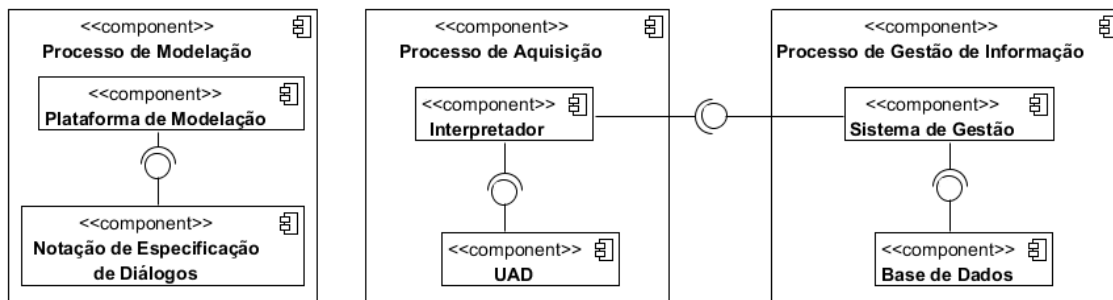 <<component>>
Processo de Modelação
<<component>>
Plataforma de Modelação
<<component>>
Notação de Especificação
de Diálogos
<<component>>
Processo de Aquisição
<<component>>
Interpretador
<<component>>
UAD
<<component>>
Processo de Gestão de Informação
<<component>>
Sistema de Gestão
<<component>>
Base de Dados